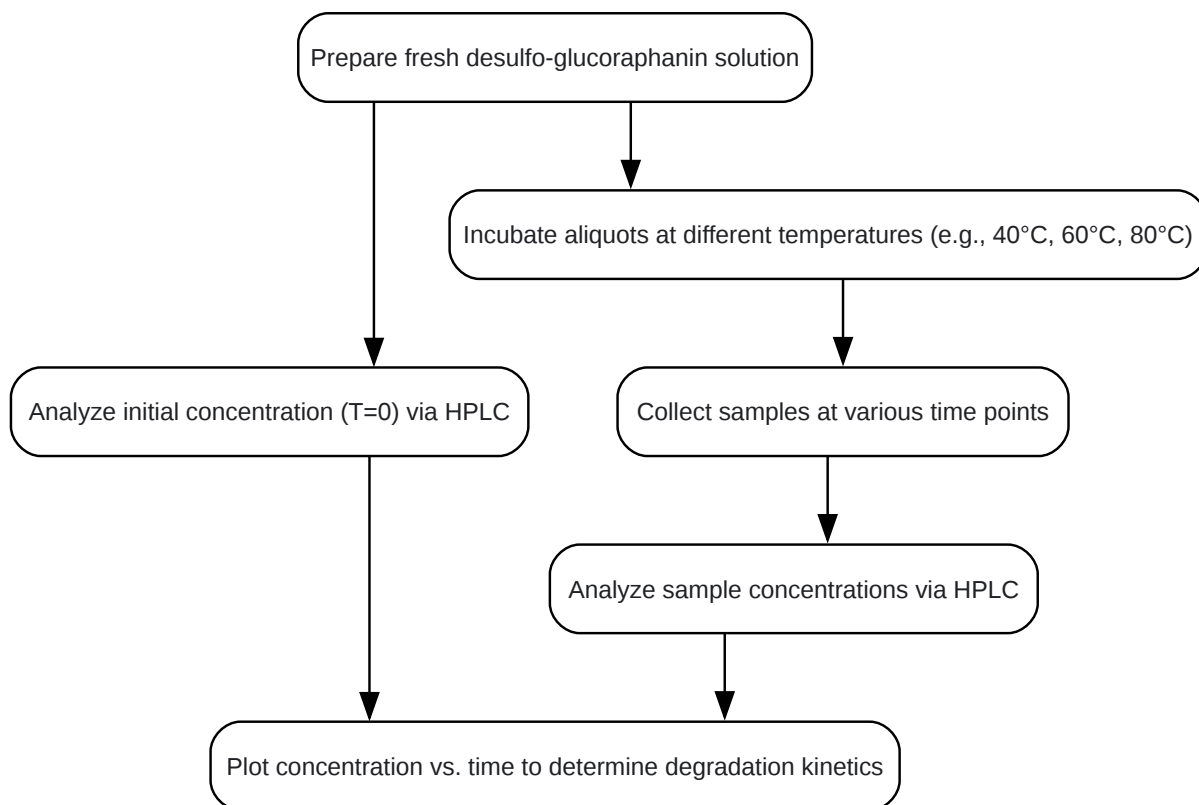 Prepare fresh desulfo-glucoraphanin solution
Incubate aliquots at different temperatures (e.g., 40°C, 60°C, 80°C)
Analyze initial concentration (T=0) via HPLC
Collect samples at various time points
Analyze sample concentrations via HPLC
Plot concentration vs. time to determine degradation kinetics